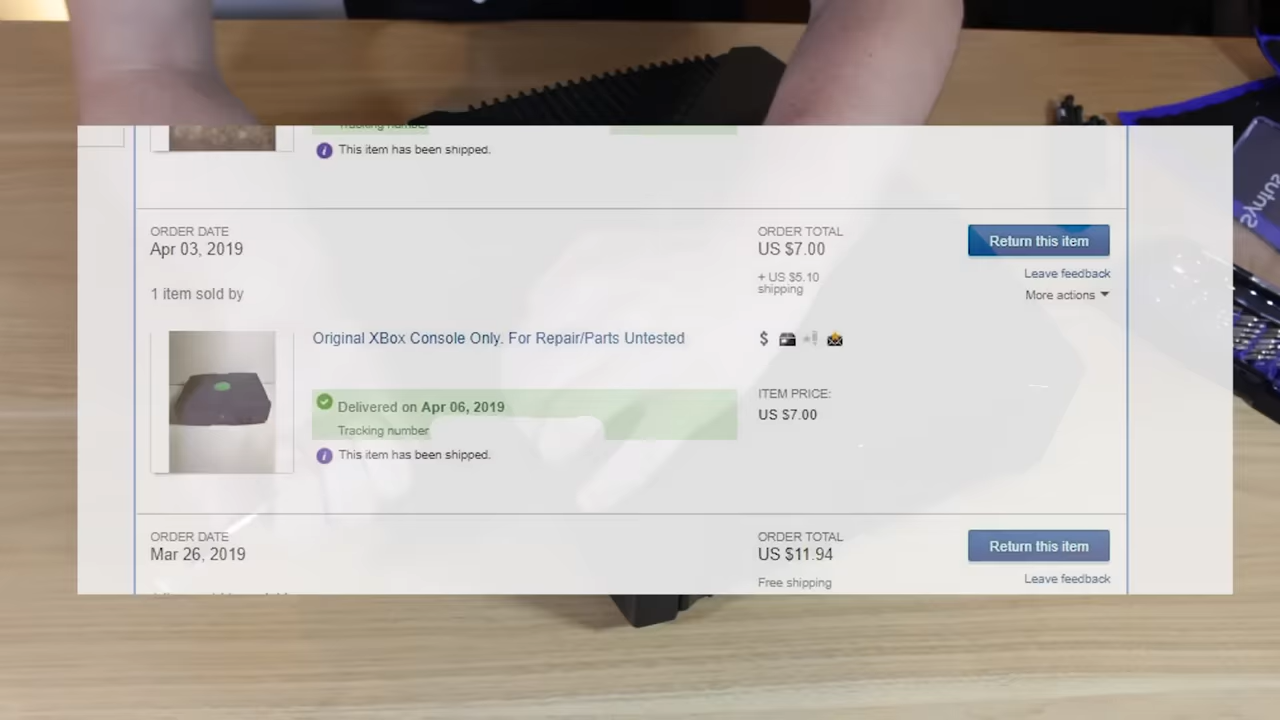 Tracking number
This item has been shipped.
ORDER DATE
Apr 03, 2019
ORDER TOTAL
US $7.00
Return this item
+ US $5.10
shipping
Leave feedback
1 item sold by
More actions
Original XBox Console Only. For Repair/Parts Untested
$
Delivered on Apr 06, 2019
ITEM PRICE:
Tracking number
US $7.00
This item has been shipped.
ORDER DATE
Mar 26, 2019
ORDER TOTAL
US $11.94
Return this item
Free shipping
Leave feedback
Syntus